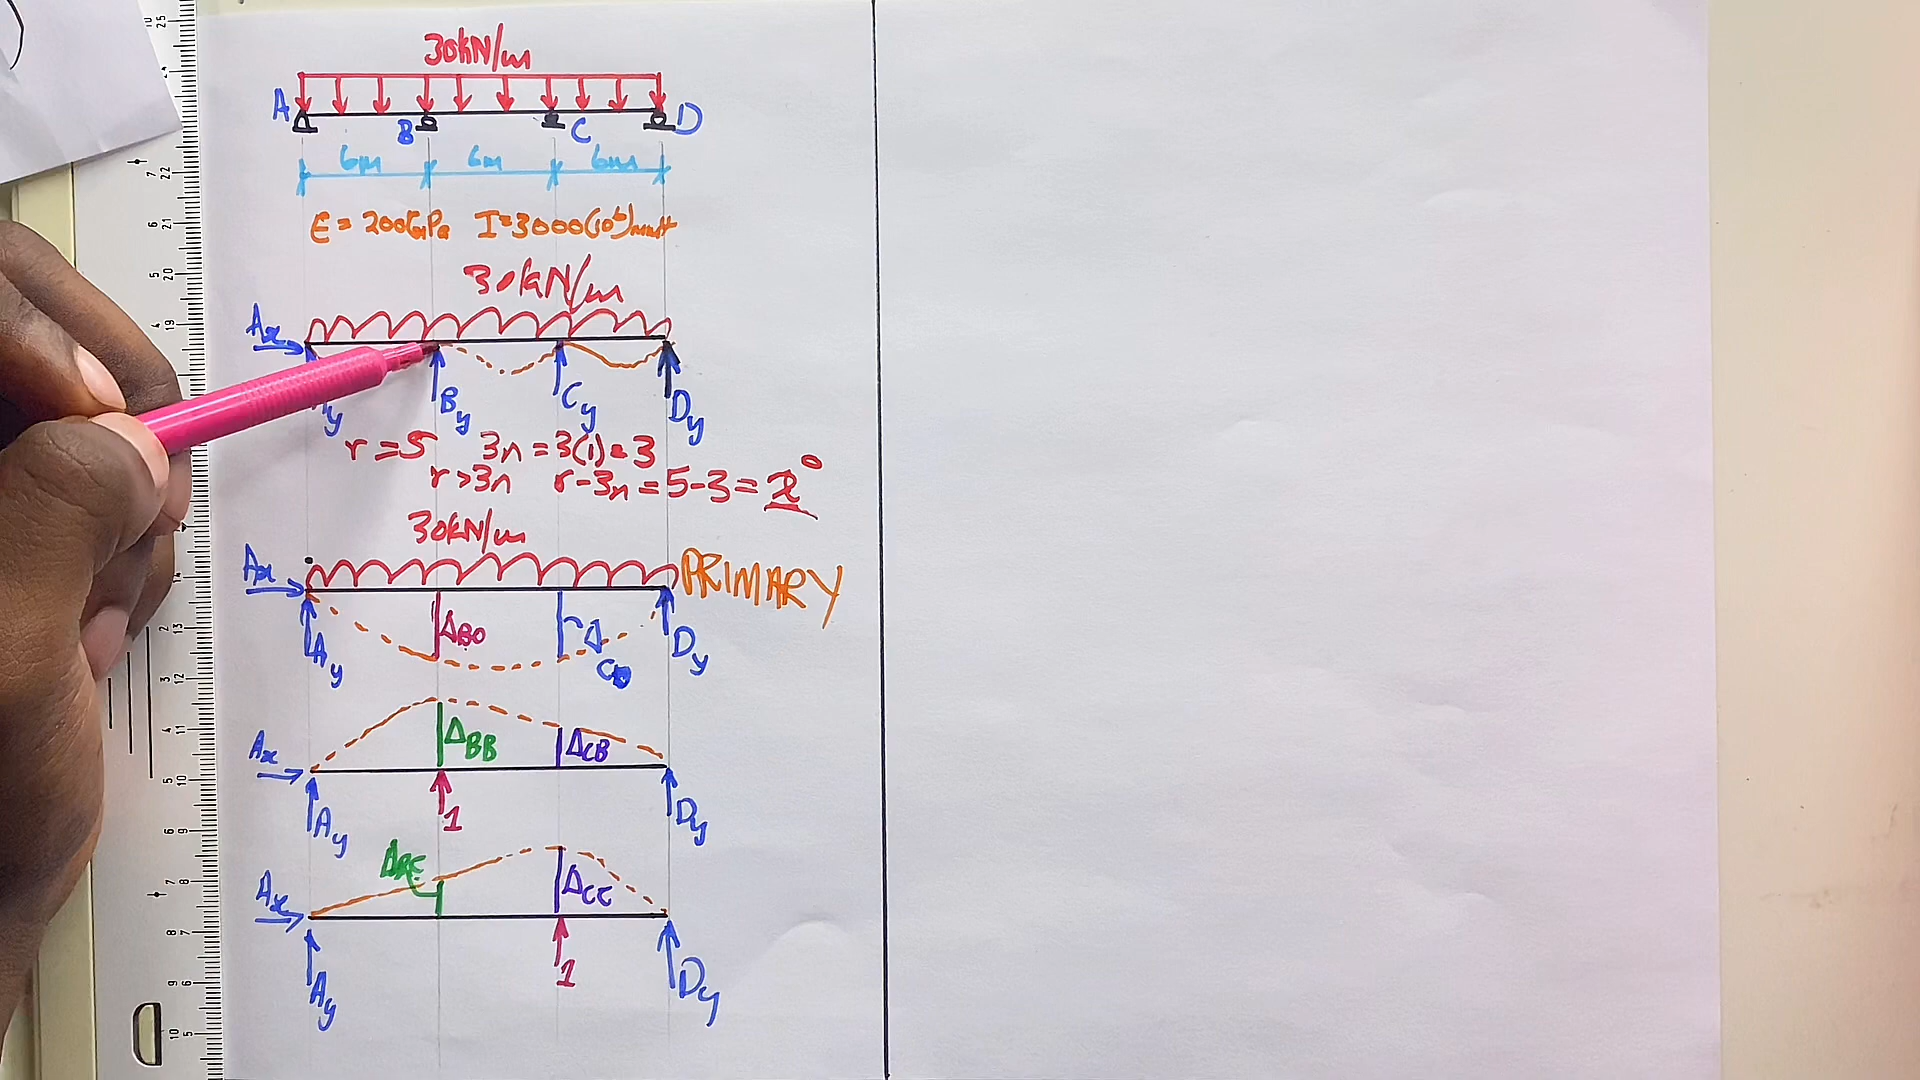 30kN/m
A B C D
6m 6m 6m
E = 200GPa I=3000(10⁶)mm⁴
30kN/m
Ax
y By Cy Dy
r = 5 3n = 3(1) = 3
r > 3n r - 3n = 5 - 3 = 2°
30kN/m
Ax PRIMARY
ΔBO Δ
Ay CO Dy
Ax ΔBB ΔCB
Ay 1 Dy
ΔBC
Ax ΔCC
Ay 1 Dy